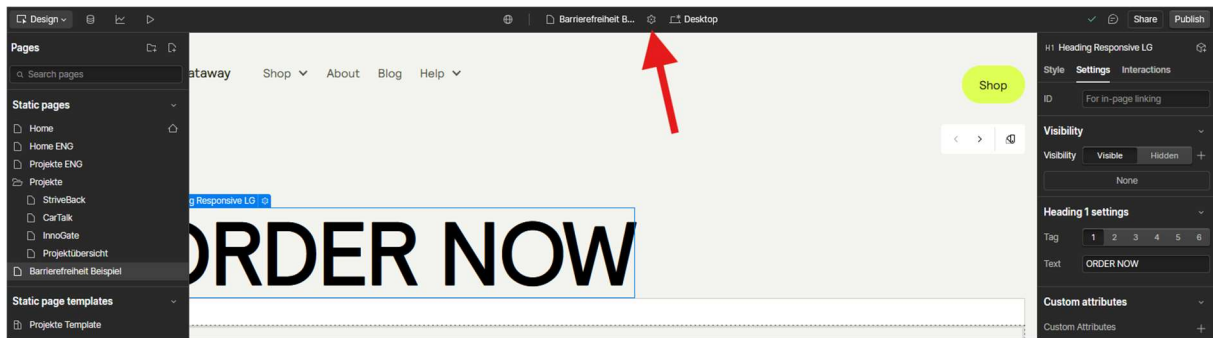 Design
Barrierefreiheit B...
Desktop
Share
Publish
Pages
Search pages
Static pages
Home
Home ENG
Projekte ENG
Projekte
StriveBack
CarTalk
InnoGate
Projektübersicht
Barrierefreiheit Beispiel
Static page templates
Projekte Template
ataway
Shop
About
Blog
Help
Shop
g Responsive LG
ORDER NOW
H1 Heading Responsive LG
Style Settings Interactions
ID For in-page linking
Visibility
Visibility Visible Hidden
None
Heading 1 settings
Tag 1 2 3 4 5 6
Text ORDER NOW
Custom attributes
Custom Attributes